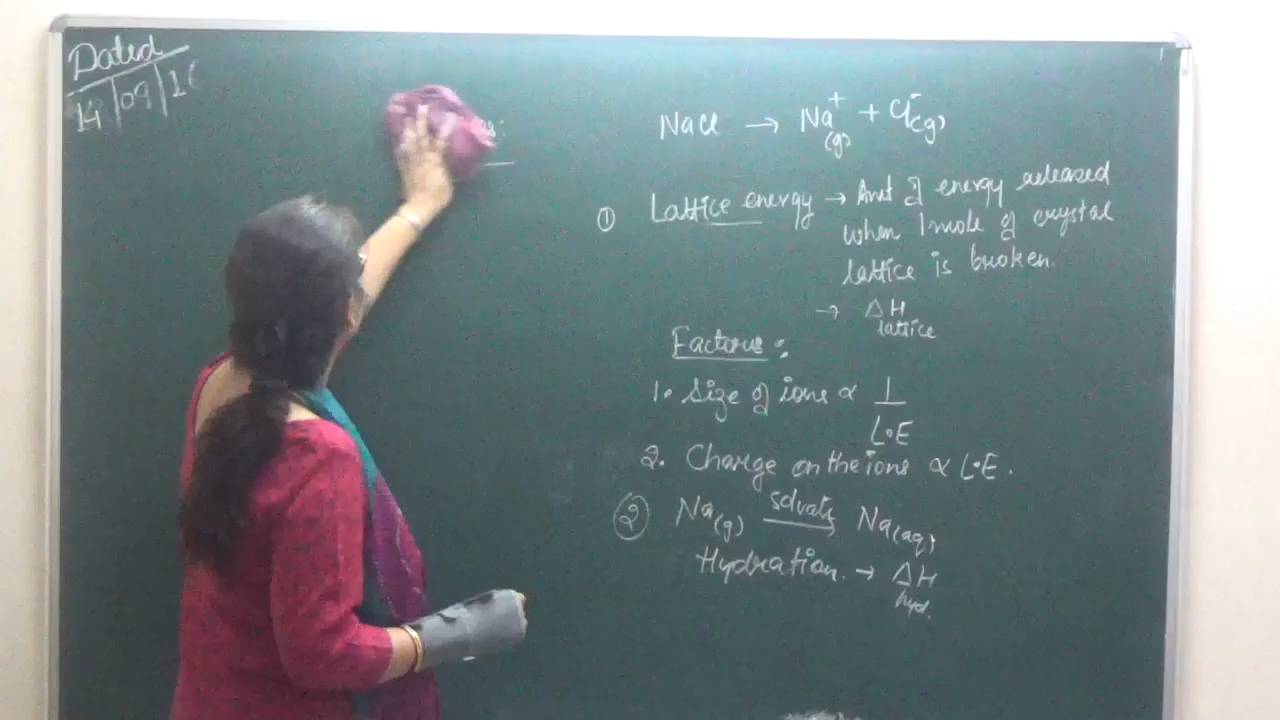 Dated
14/09/1
NaCl → Na⁺(g) + Cl⁻(g)
① Lattice energy → Amt of energy released
when 1 mole of crystal
lattice is broken.
→ ΔH lattice
Factors :
1. Size of ions ∝ 1/L.E
2. Charge on the ions ∝ L.E.
② Na(g) solvate→ Na(aq)
Hydration. → ΔH hyd.